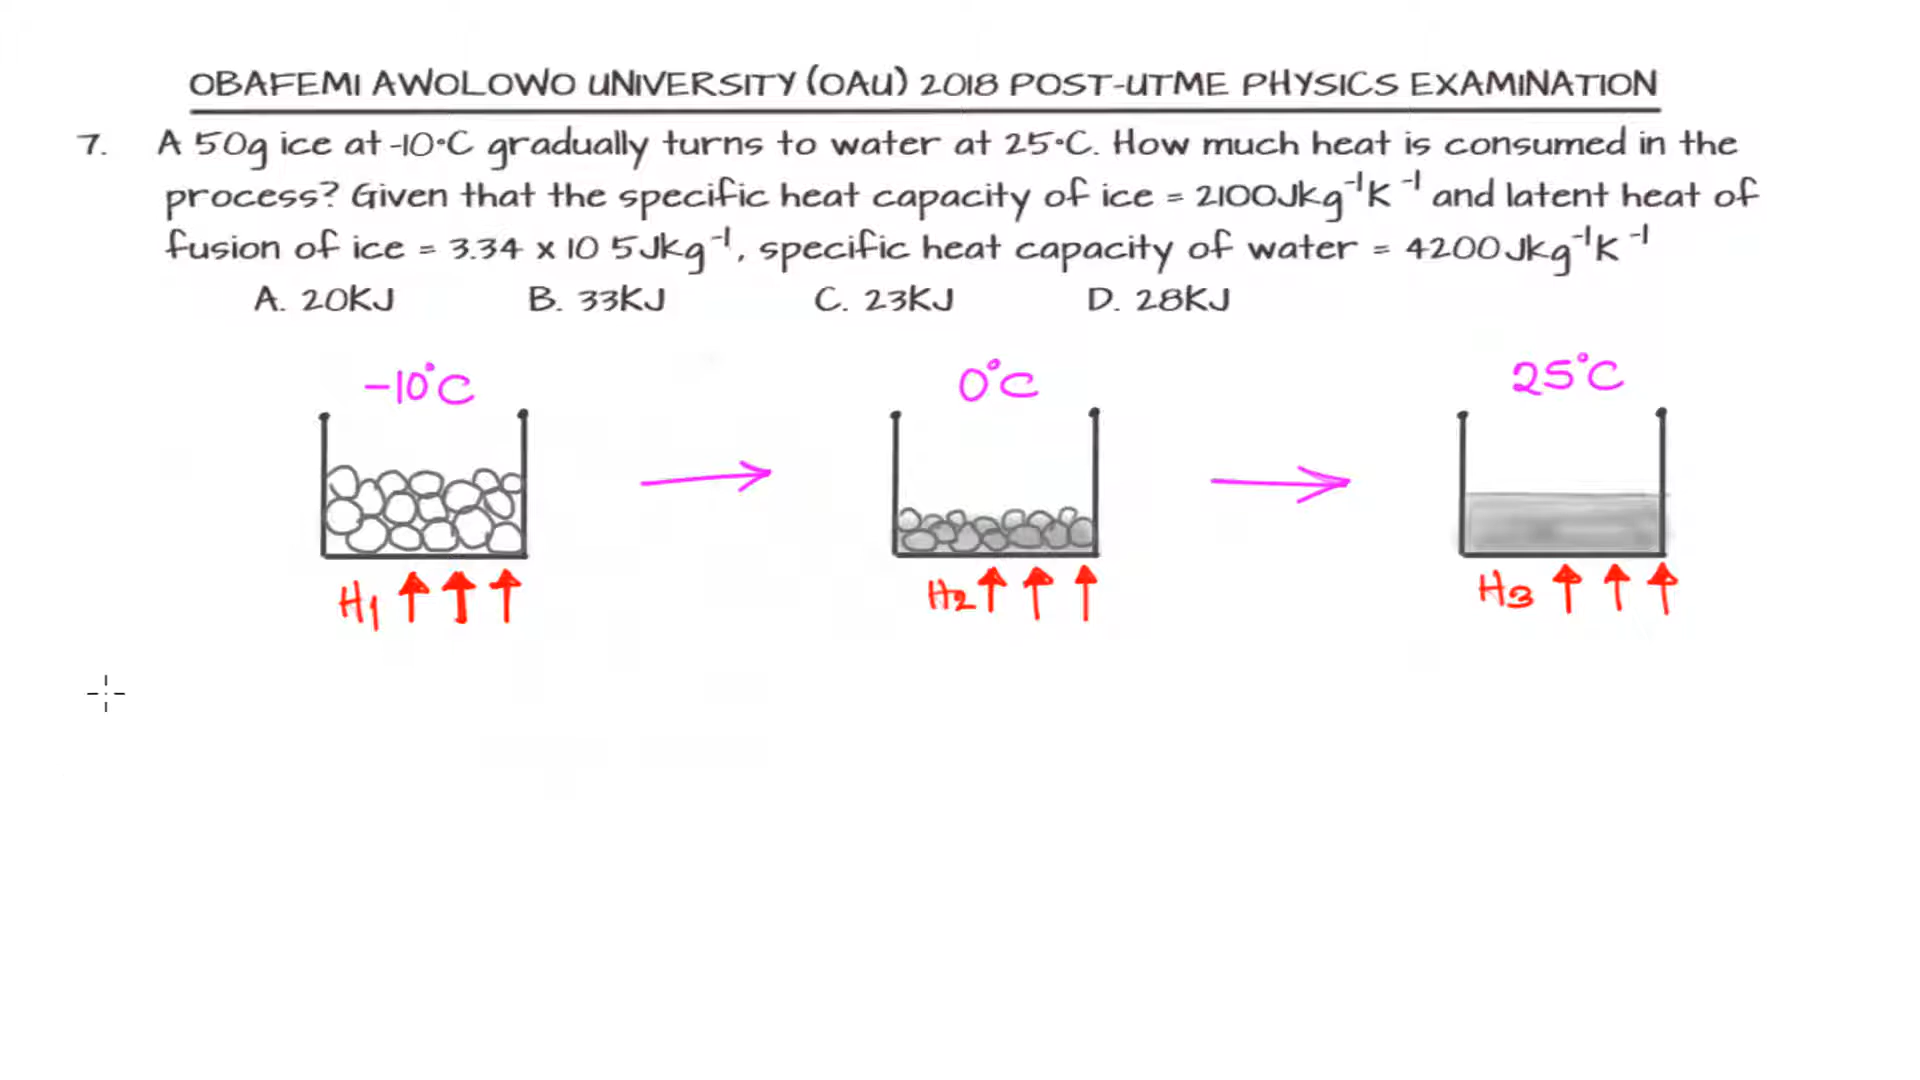 OBAFEMI AWOLOWO UNIVERSITY (OAU) 2018 POST-UTME PHYSICS EXAMINATION
7. A 50g ice at -10°C gradually turns to water at 25°C. How much heat is consumed in the
process? Given that the specific heat capacity of ice = 2100Jkg⁻¹K⁻¹ and latent heat of
fusion of ice = 3.34 x 10 5Jkg⁻¹, specific heat capacity of water = 4200Jkg⁻¹K⁻¹
A. 20KJ B. 33KJ C. 23KJ D. 28KJ
-10°C 0°C 25°C
H1 H2 H3